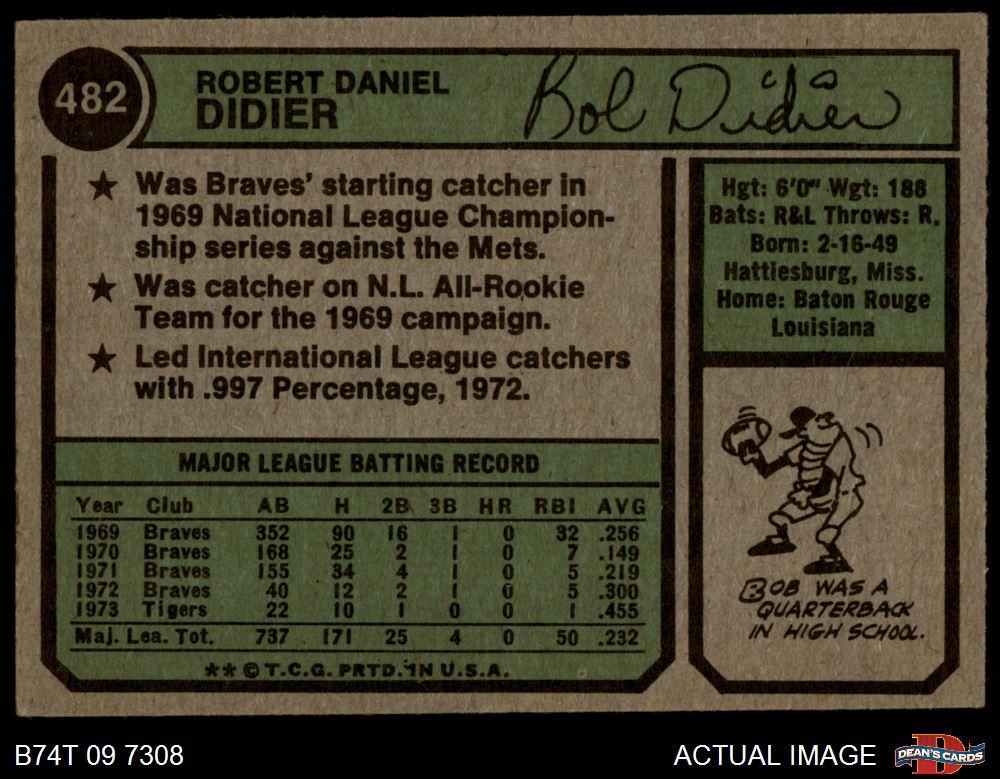 482
ROBERT DANIEL
DIDIER
Bob Didier
★ Was Braves' starting catcher in
1969 National League Champion-
ship series against the Mets.
★ Was catcher on N.L. All-Rookie
Team for the 1969 campaign.
★ Led International League catchers
with .997 Percentage, 1972.
Hgt: 6'0" Wgt: 188
Bats: R&L Throws: R.
Born: 2-16-49
Hattiesburg, Miss.
Home: Baton Rouge
Louisiana
MAJOR LEAGUE BATTING RECORD
Year Club AB H 2B 3B HR RBI AVG
1969 Braves 352 90 16 1 0 32 .256
1970 Braves 168 25 2 1 0 7 .149
1971 Braves 155 34 4 1 0 5 .219
1972 Braves 40 12 2 1 0 5 .300
1973 Tigers 22 10 1 0 0 1 .455
Maj. Lea. Tot. 737 171 25 4 0 50 .232
** © T.C.G. PRTD. IN U.S.A.
BOB WAS A
QUARTERBACK
IN HIGH SCHOOL.
B74T 09 7308
ACTUAL IMAGE
DEAN'S CARDS